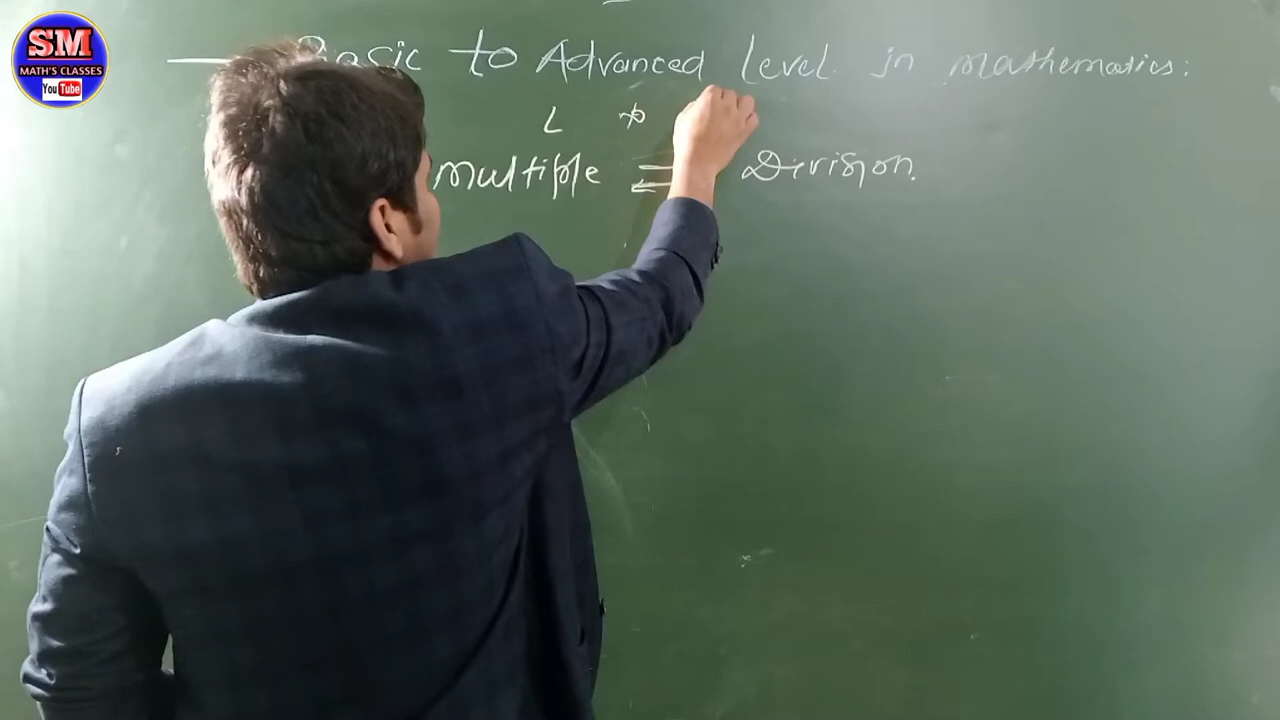 SM
MATH'S CLASSES
You Tube
Basic to Advanced Level in mathematics:
L
multiple ⇌ Division.